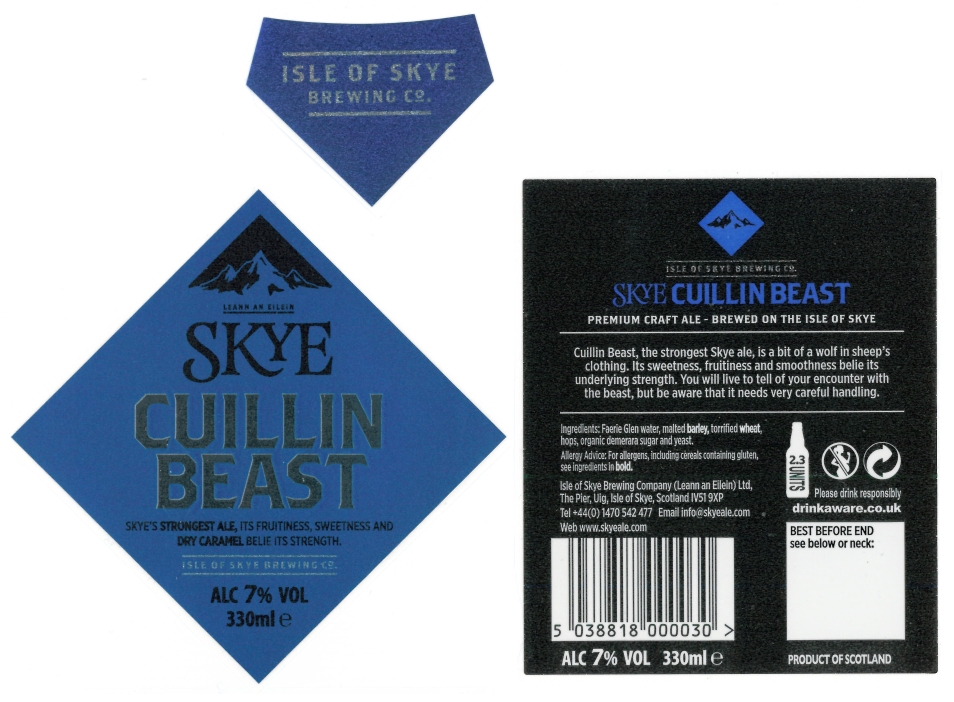 ISLE OF SKYE
BREWING Co.
LEANN AN EILEIN
SKYE
CUILLIN
BEAST
SKYE'S STRONGEST ALE, ITS FRUITINESS, SWEETNESS AND
DRY CARAMEL BELIE ITS STRENGTH.
ISLE OF SKYE BREWING Co.
ALC 7% VOL
330ml ℮
ISLE OF SKYE BREWING Co.
SKYE CUILLIN BEAST
PREMIUM CRAFT ALE - BREWED ON THE ISLE OF SKYE
Cuillin Beast, the strongest Skye ale, is a bit of a wolf in sheep's
clothing. Its sweetness, fruitiness and smoothness belie its
underlying strength. You will live to tell of your encounter with
the beast, but be aware that it needs very careful handling.
Ingredients: Faerie Glen water, malted barley, torrified wheat,
hops, organic demerara sugar and yeast.
Allergy Advice: For allergens, including cereals containing gluten,
see ingredients in bold.
Isle of Skye Brewing Company (Leann an Eilein) Ltd,
The Pier, Uig, Isle of Skye, Scotland IV51 9XP
Tel +44(0) 1470 542 477 Email info@skyeale.com
Web www.skyeale.com
2.3 UNITS
Please drink responsibly
drinkaware.co.uk
BEST BEFORE END
see below or neck:
5 038818 000030 >
ALC 7% VOL 330ml ℮
PRODUCT OF SCOTLAND